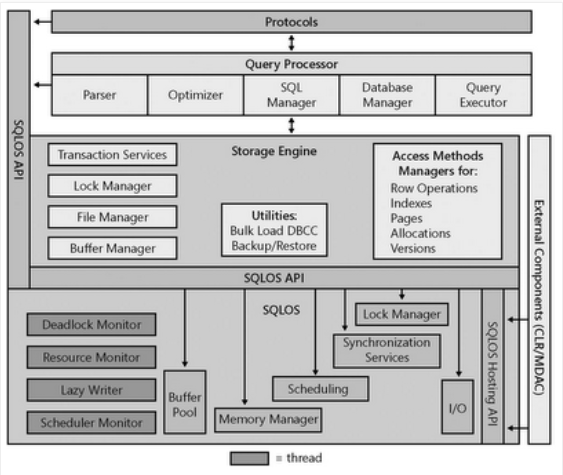 Protocols
Query Processor
Parser
Optimizer
SQL
Manager
Database
Manager
Query
Executor
SQLOS API
Storage Engine
Transaction Services
Lock Manager
File Manager
Buffer Manager
Utilities:
Bulk Load DBCC
Backup/Restore
Access Methods
Managers for:
Row Operations
Indexes
Pages
Allocations
Versions
External Components (CLR/MDAC)
SQLOS API
SQLOS
Deadlock Monitor
Resource Monitor
Lazy Writer
Scheduler Monitor
Buffer
Pool
Memory Manager
Scheduling
Synchronization
Services
Lock Manager
I/O
SQLOS Hosting API
= thread